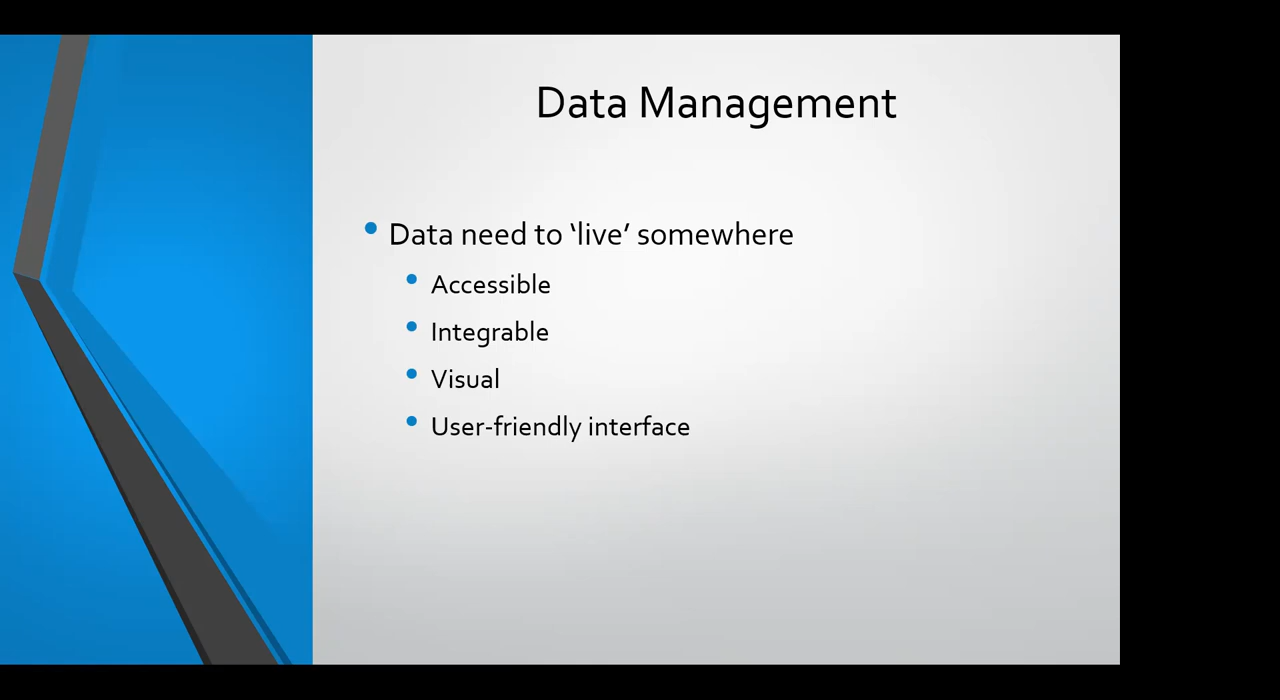 Data Management
• Data need to ‘live’ somewhere
• Accessible
• Integrable
• Visual
• User-friendly interface